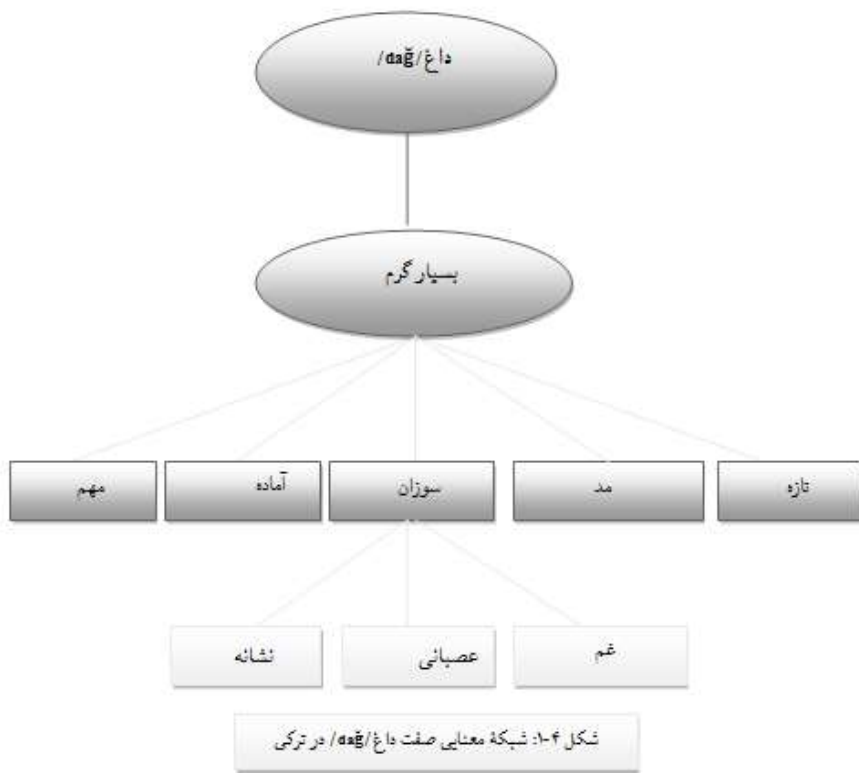 داغ/dağ/
بسیار گرم
تازه
مد
سوزان
آماده
مهم
غم
عصبانی
نشانه
شکل ۴-۱: شبکهٔ معنایی صفت داغ/dağ/ در ترکی